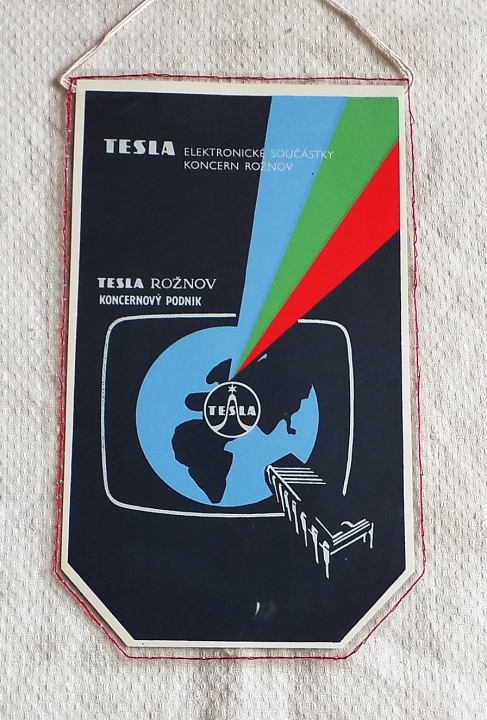 TESLA ELEKTRONICKÉ SOUČÁSTKY
KONCERN ROŽNOV
TESLA ROŽNOV
KONCERNOVÝ PODNIK
TESLA